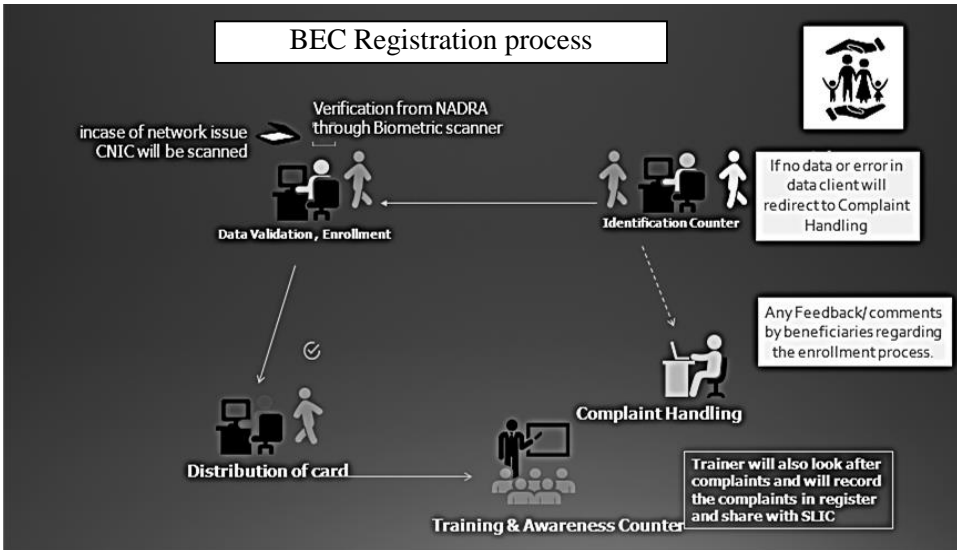 BEC Registration process
Verification from NADRA
through Biometric scanner
incase of network issue
CNIC will be scanned
If no data or error in
data client will
redirect to Complaint
Handling
Data Validation , Enrollment
Identification Counter
Any Feedback/ comments
by beneficiaries regarding
the enrollment process.
Complaint Handling
Distribution of card
Trainer will also look after
complaints and will record
the complaints in register
and share with SLIC
Training & Awareness Counter